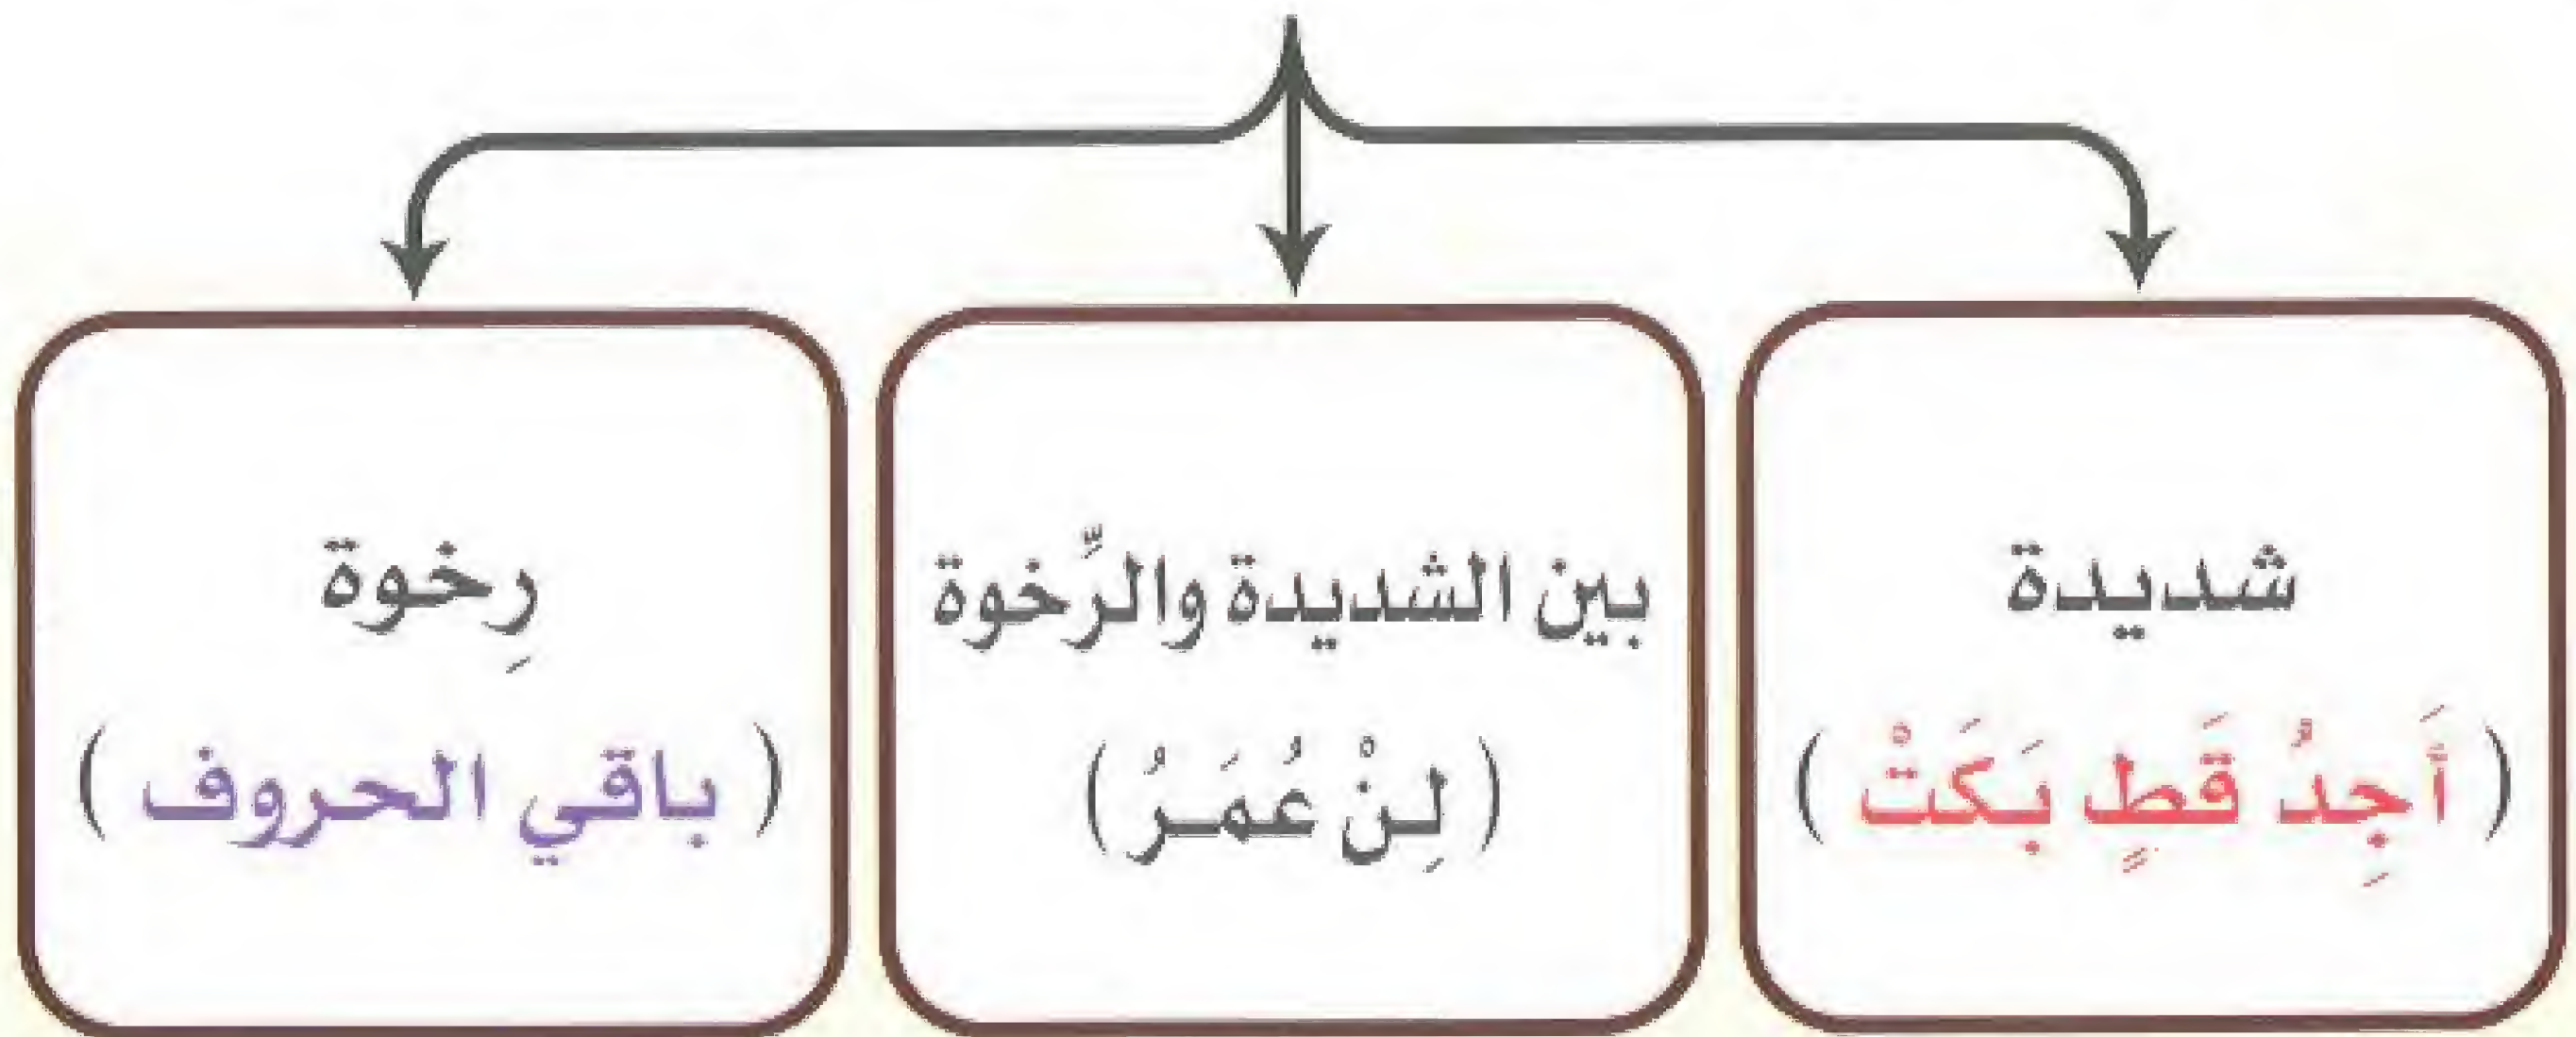 شديدة
( أَجِدُ قَطٍ بَكَتْ )
بين الشديدة والرِّخوة
( لِنْ عُمَرُ )
رِخوة
( باقي الحروف )